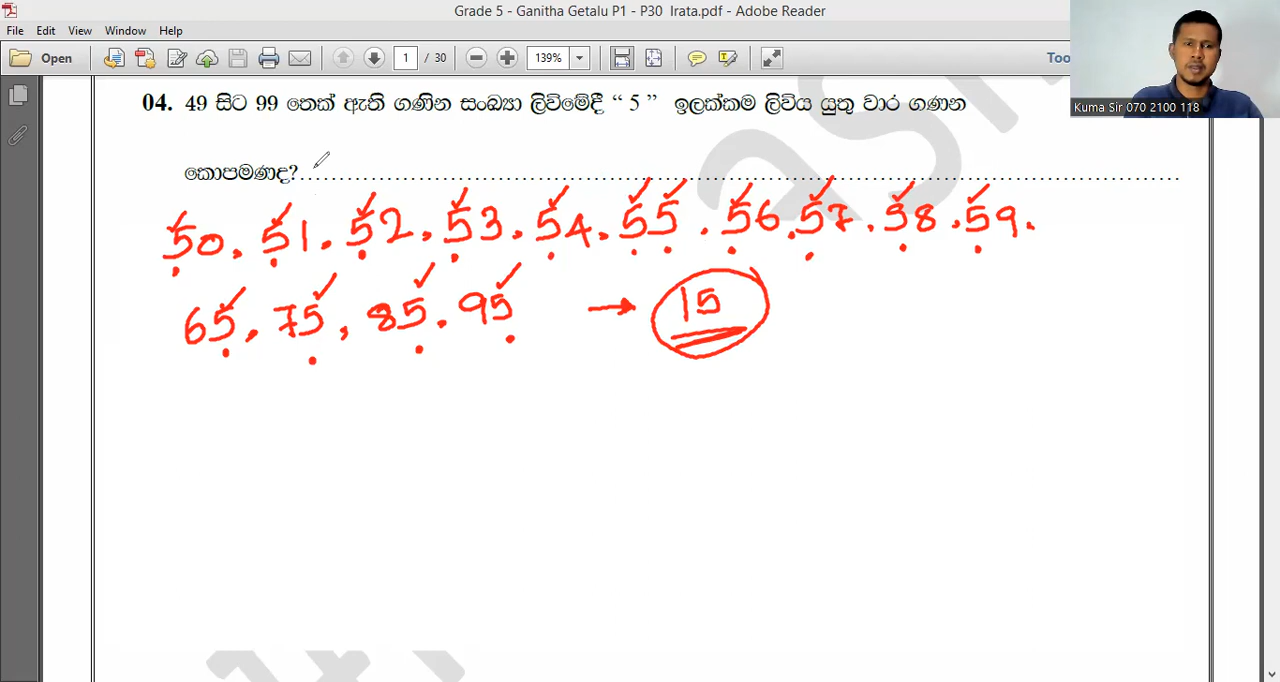 Grade 5 - Ganitha Getalu P1 - P30 Irata.pdf - Adobe Reader
File Edit View Window Help
Open 1 / 30 139% Too
Kuma Sir 070 2100 118
04. 49 සිට 99 තෙක් ඇති ගණින සංඛ්‍යා ලිවීමේදී " 5 " ඉලක්කම ලිවිය යුතු වාර ගණන
කොපමණද?
50, 51, 52, 53, 54, 55, 56, 57, 58, 59,
65, 75, 85, 95 → 15